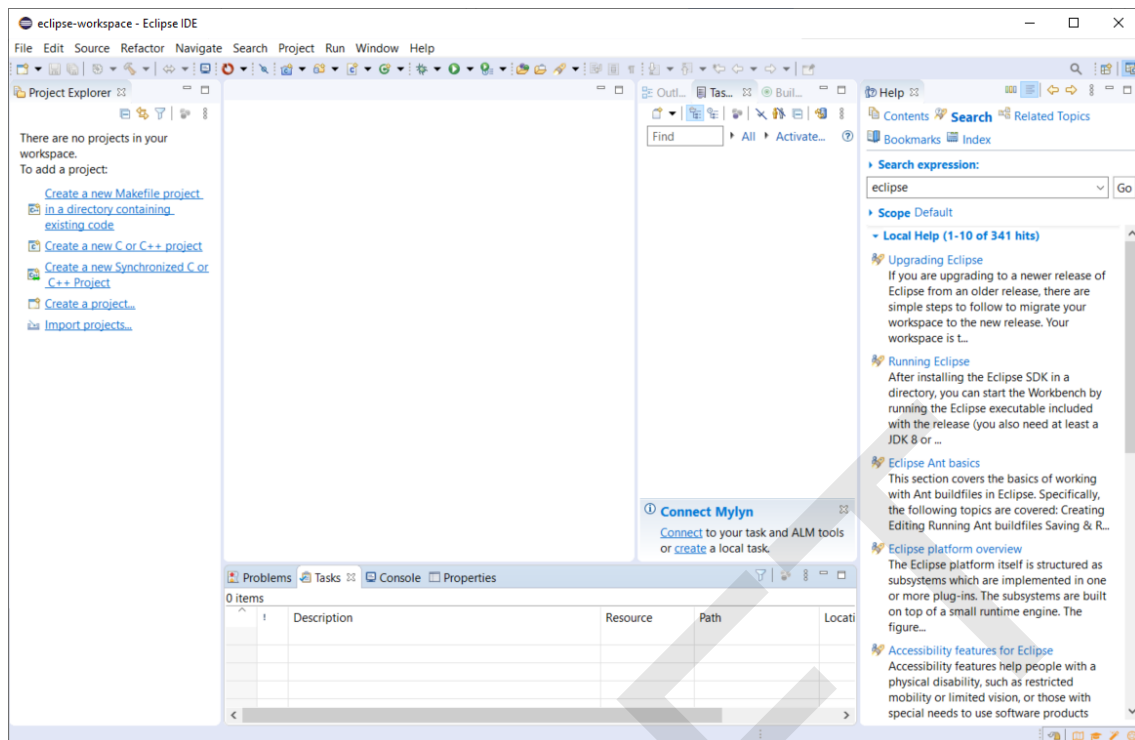 eclipse-workspace - Eclipse IDE
File Edit Source Refactor Navigate Search Project Run Window Help
Project Explorer
There are no projects in your
workspace.
To add a project:
Create a new Makefile project
in a directory containing
existing code
Create a new C or C++ project
Create a new Synchronized C or
C++ Project
Create a project...
Import projects...
Outl... Tas... Buil...
Find All Activate...
Connect Mylyn
Connect to your task and ALM tools
or create a local task.
Problems Tasks Console Properties
0 items
! Description Resource Path Locati
Help
Contents Search Related Topics
Bookmarks Index
Search expression:
eclipse Go
Scope Default
Local Help (1-10 of 341 hits)
Upgrading Eclipse
If you are upgrading to a newer release of
Eclipse from an older release, there are
simple steps to follow to migrate your
workspace to the new release. Your
workspace is t...
Running Eclipse
After installing the Eclipse SDK in a
directory, you can start the Workbench by
running the Eclipse executable included
with the release (you also need at least a
JDK 8 or ...
Eclipse Ant basics
This section covers the basics of working
with Ant buildfiles in Eclipse. Specifically,
the following topics are covered: Creating
Editing Running Ant buildfiles Saving & R...
Eclipse platform overview
The Eclipse platform itself is structured as
subsystems which are implemented in one
or more plug-ins. The subsystems are built
on top of a small runtime engine. The
figure...
Accessibility features for Eclipse
Accessibility features help people with a
physical disability, such as restricted
mobility or limited vision, or those with
special needs to use software products